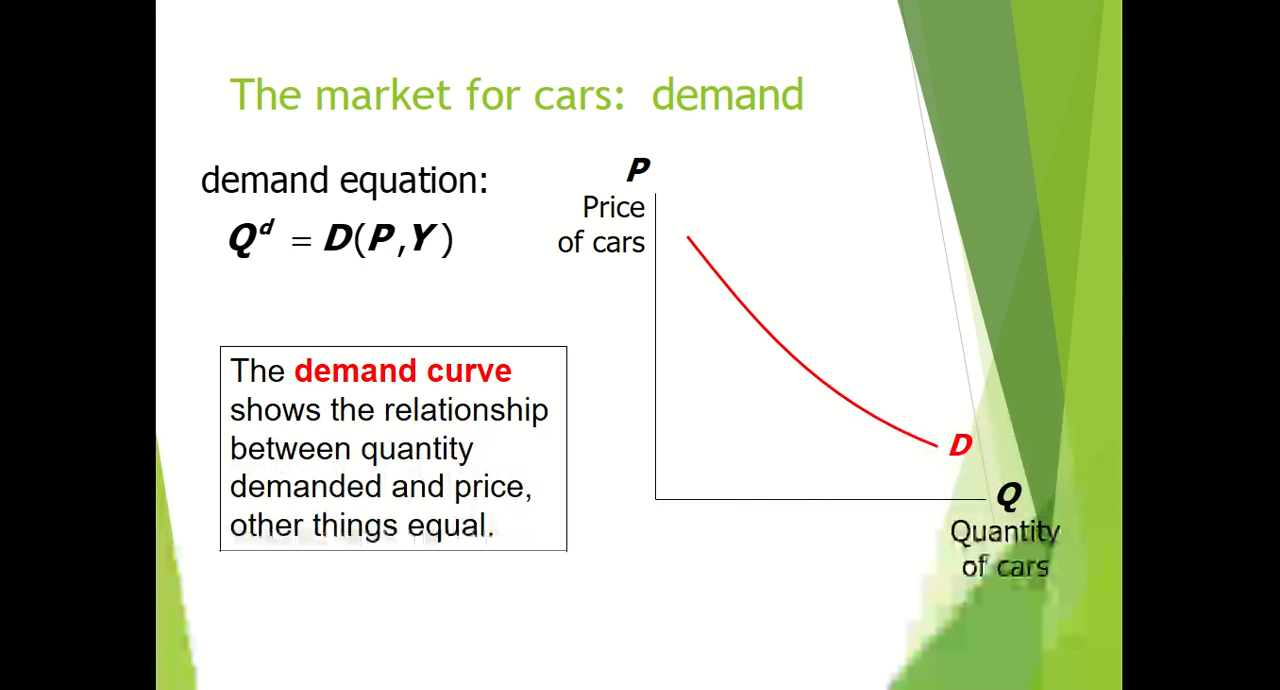 The market for cars: demand
demand equation:
Qᵈ = D(P,Y)
The demand curve
shows the relationship
between quantity
demanded and price,
other things equal.
P
Price
of cars
D
Q
Quantity
of cars